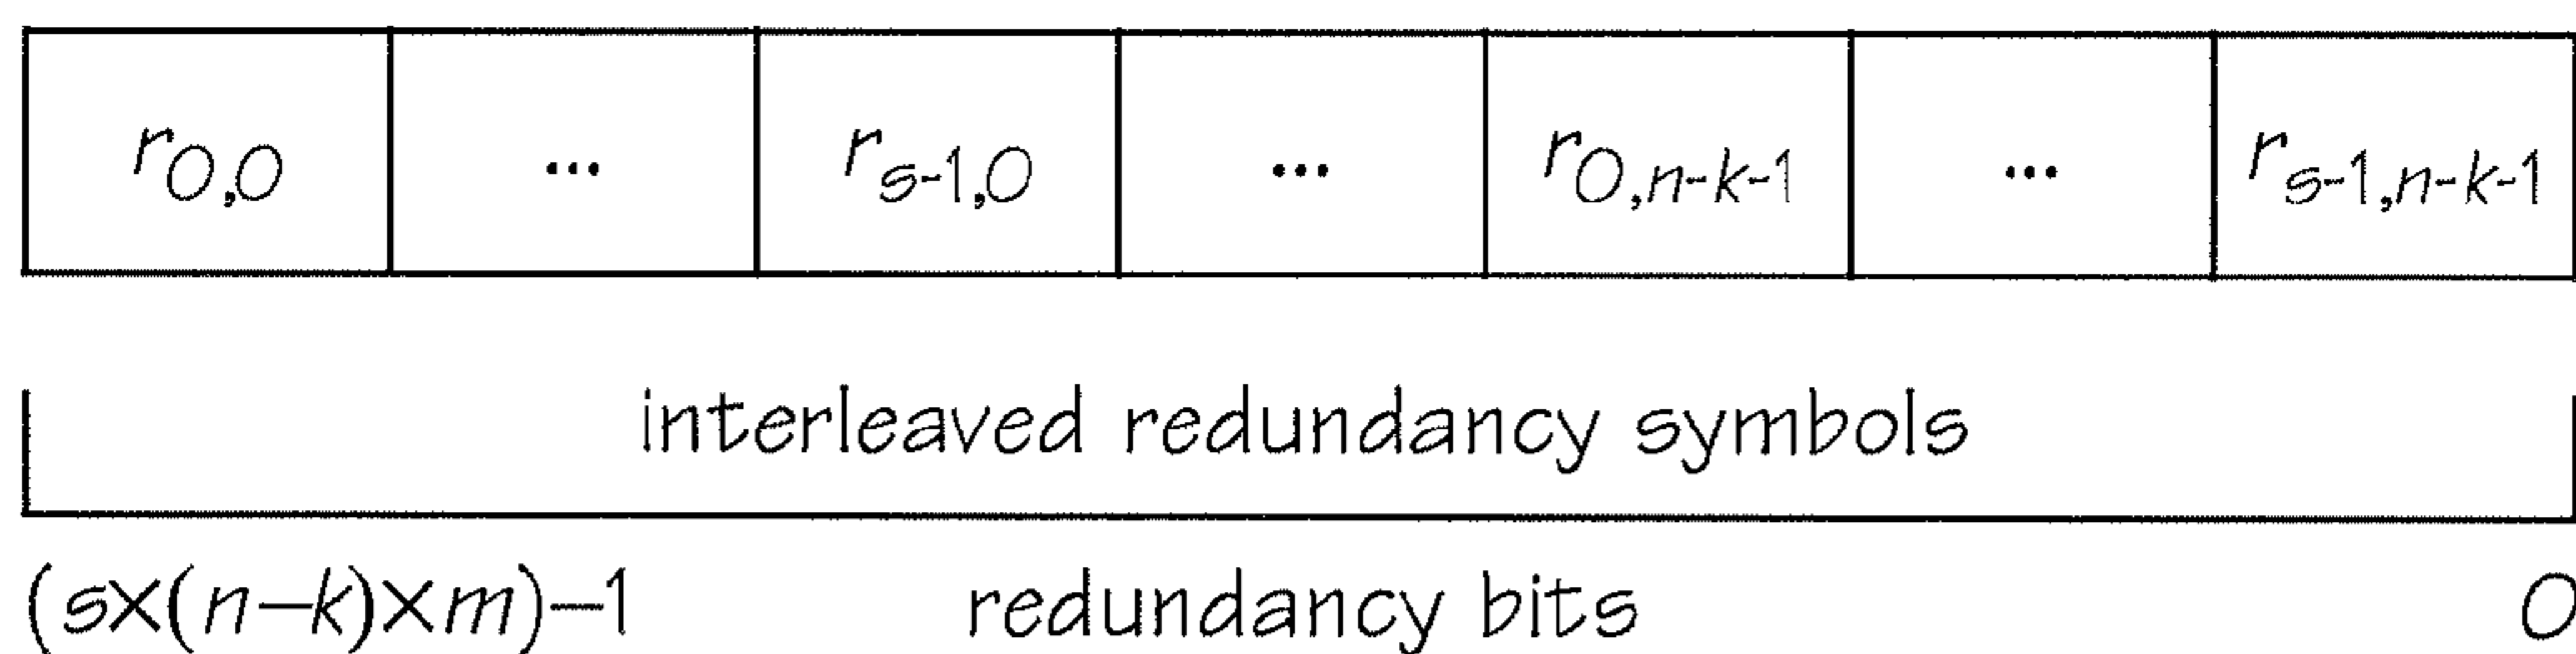 r0,0 ... rs-1,0 ... r0,n-k-1 ... rs-1,n-k-1
interleaved redundancy symbols
(s×(n–k)×m)–1 redundancy bits 0